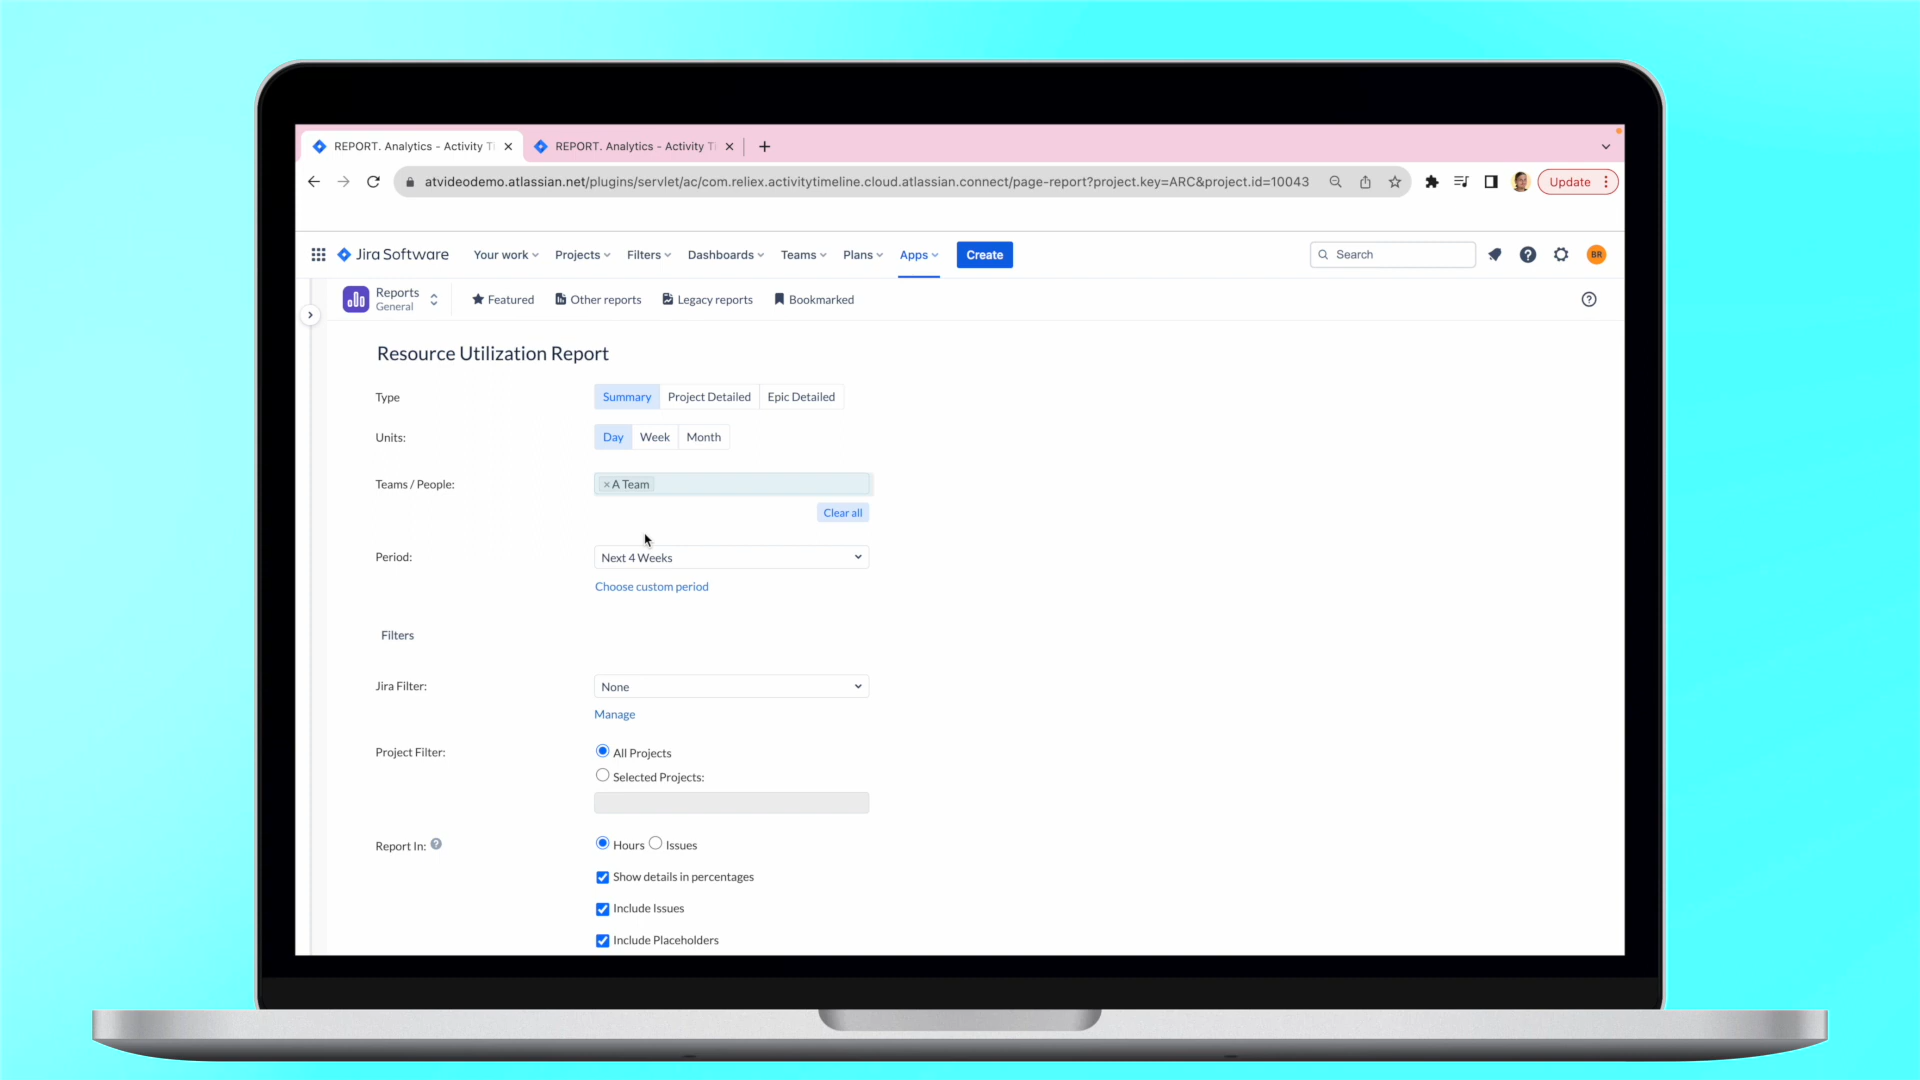 REPORT. Analytics - Activity Ti
REPORT. Analytics - Activity Ti
atvideodemo.atlassian.net/plugins/servlet/ac/com.reliex.activitytimeline.cloud.atlassian.connect/page-report?project.key=ARC&project.id=10043
Update
Jira Software
Your work
Projects
Filters
Dashboards
Teams
Plans
Apps
Create
Search
BR
Reports
General
Featured
Other reports
Legacy reports
Bookmarked
Resource Utilization Report
Type
Summary
Project Detailed
Epic Detailed
Units:
Day
Week
Month
Teams / People:
× A Team
Clear all
Period:
Next 4 Weeks
Choose custom period
Filters
Jira Filter:
None
Manage
Project Filter:
All Projects
Selected Projects:
Report In:
Hours
Issues
Show details in percentages
Include Issues
Include Placeholders